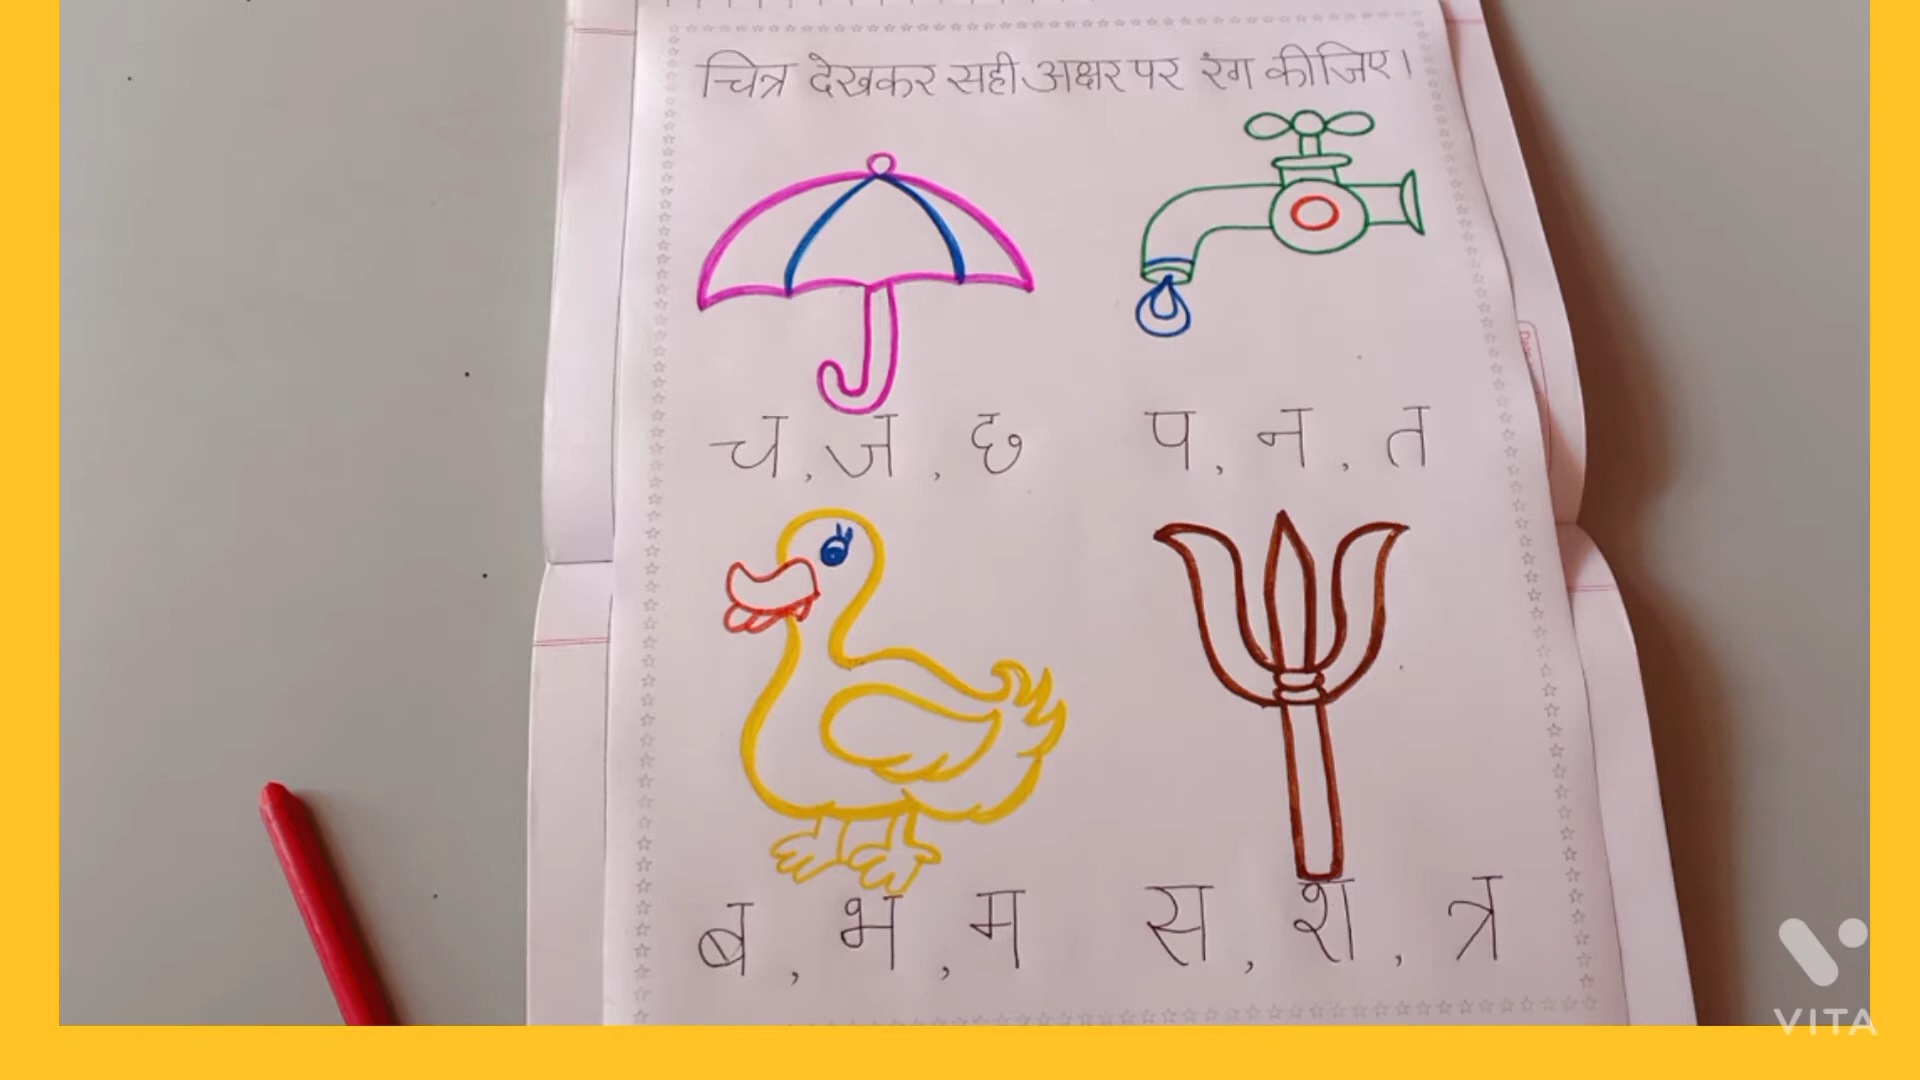 चित्र देखकर सही अक्षर पर रंग कीजिए।
च , ज , छ
प , न , त
ब , भ , म
स , श , त्र
VITA